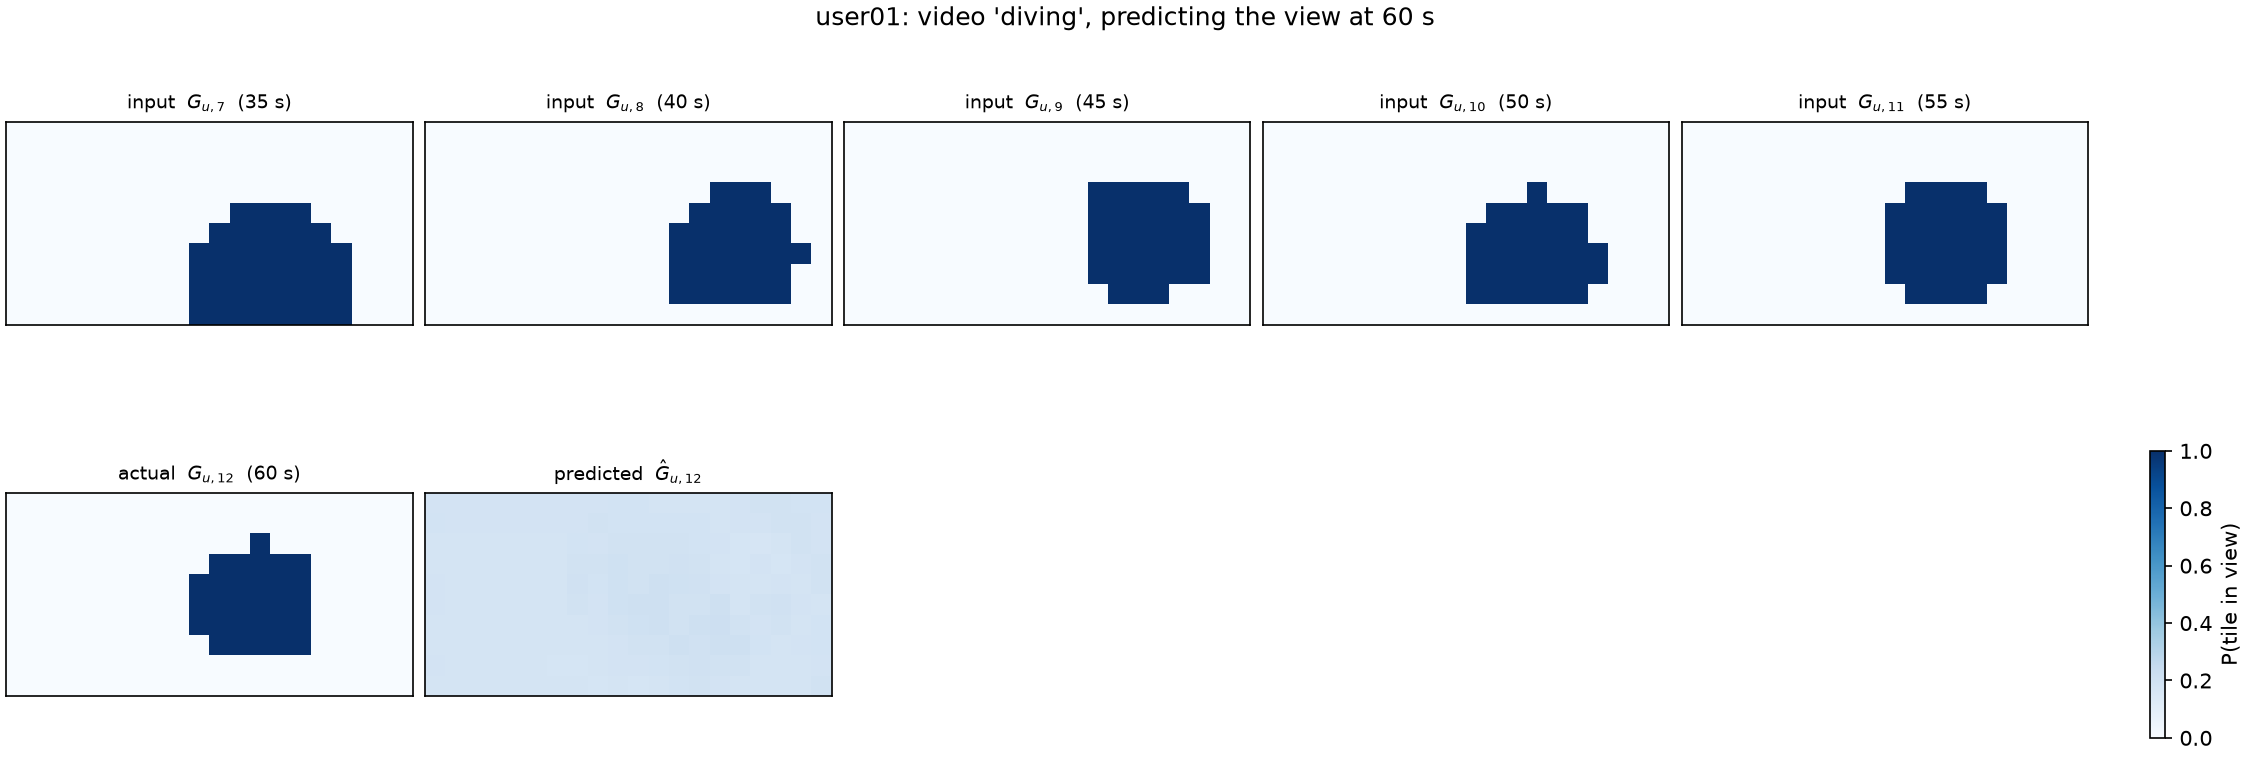 user01: video 'diving', predicting the view at 60 s
input G_{u,7} (35 s)
input G_{u,8} (40 s)
input G_{u,9} (45 s)
input G_{u,10} (50 s)
input G_{u,11} (55 s)
actual G_{u,12} (60 s)
predicted Ĝ_{u,12}
1.0
0.8
0.6
0.4
0.2
0.0
P(tile in view)